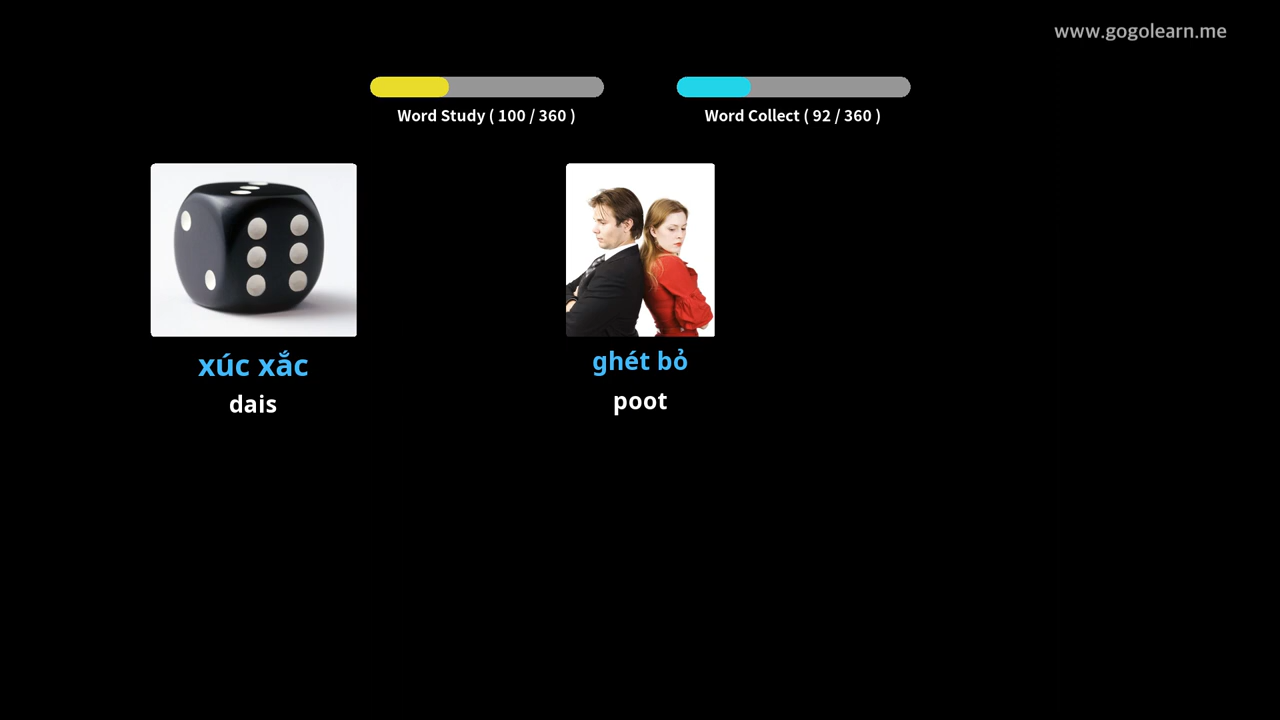 www.gogolearn.me
Word Study ( 100 / 360 )
Word Collect ( 92 / 360 )
xúc xắc
dais
ghét bỏ
poot